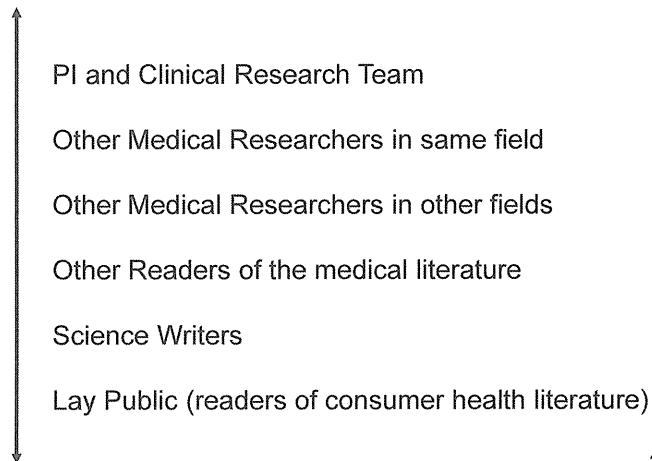 PI and Clinical Research Team
Other Medical Researchers in same field
Other Medical Researchers in other fields
Other Readers of the medical literature
Science Writers
Lay Public (readers of consumer health literature)